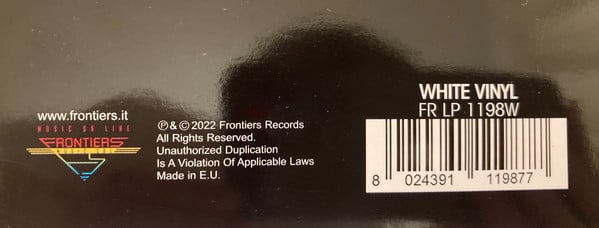 www.frontiers.it
MUSIC ON LINE
FRONTIERS
℗ & © 2022 Frontiers Records
All Rights Reserved.
Unauthorized Duplication
Is A Violation Of Applicable Laws
Made in E.U.
WHITE VINYL
FR LP 1198W
8 024391 119877